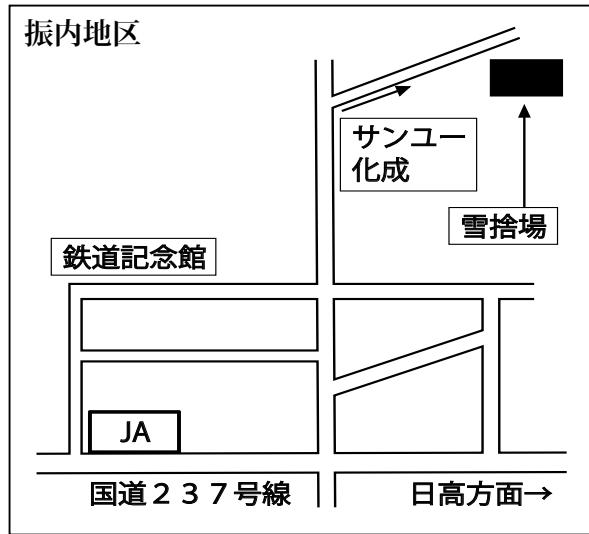 振内地区
サンユー
化成
雪捨場
鉄道記念館
JA
国道２３７号線
日高方面→